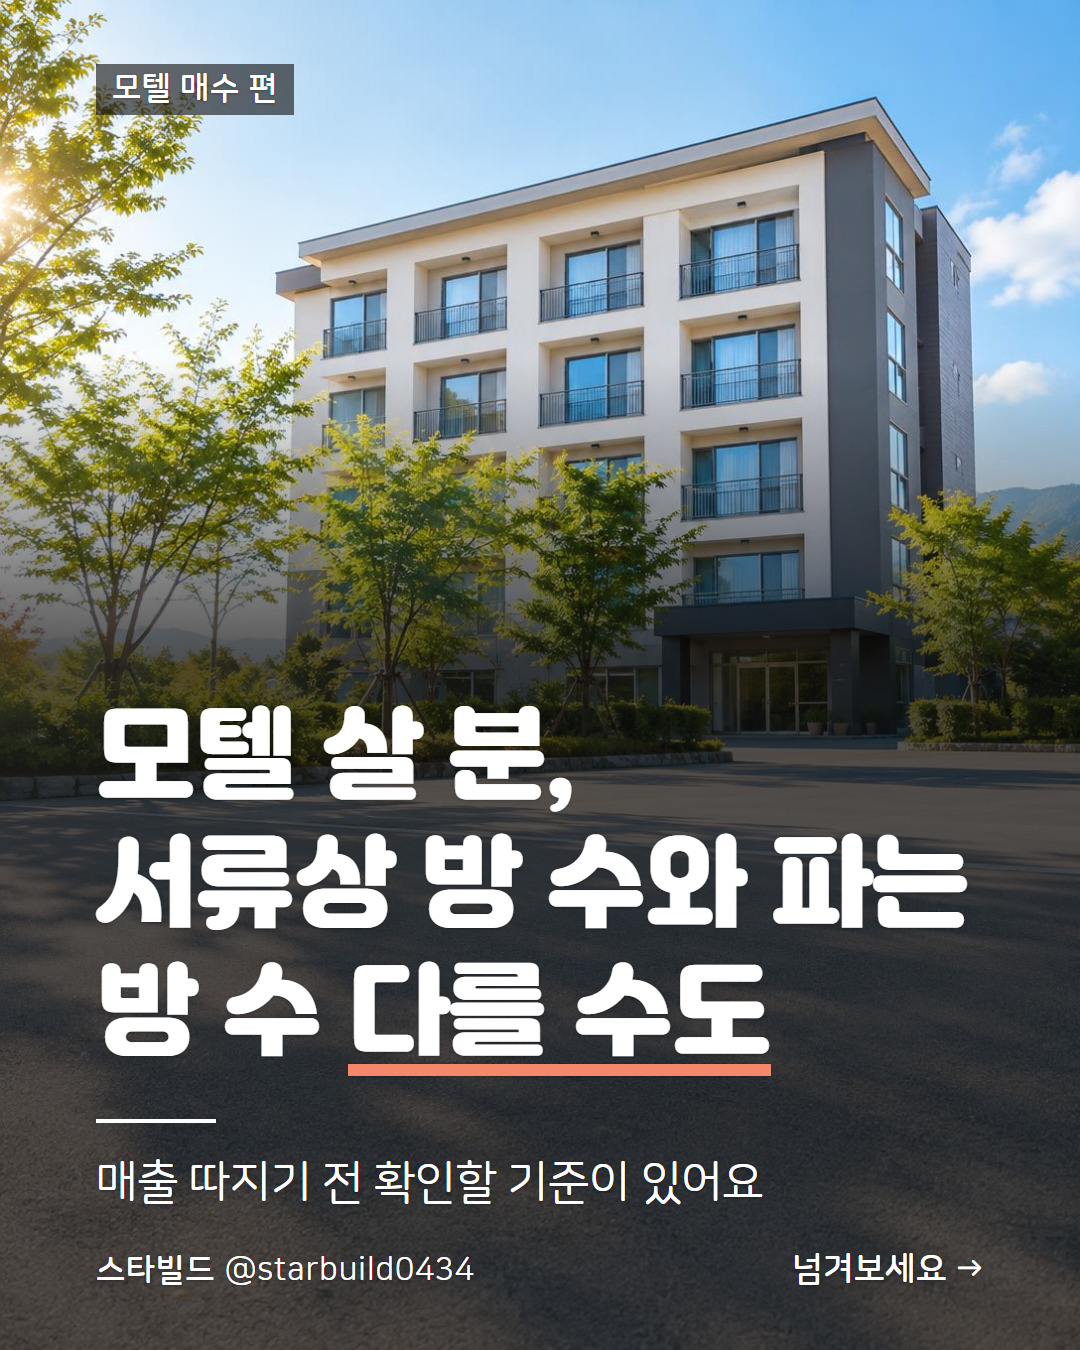 모텔 매수 편
모텔 살 분,
서류상 방 수와 파는
방 수 다를 수도
매출 따지기 전 확인할 기준이 있어요
스타빌드 @starbuild0434
넘겨보세요 →